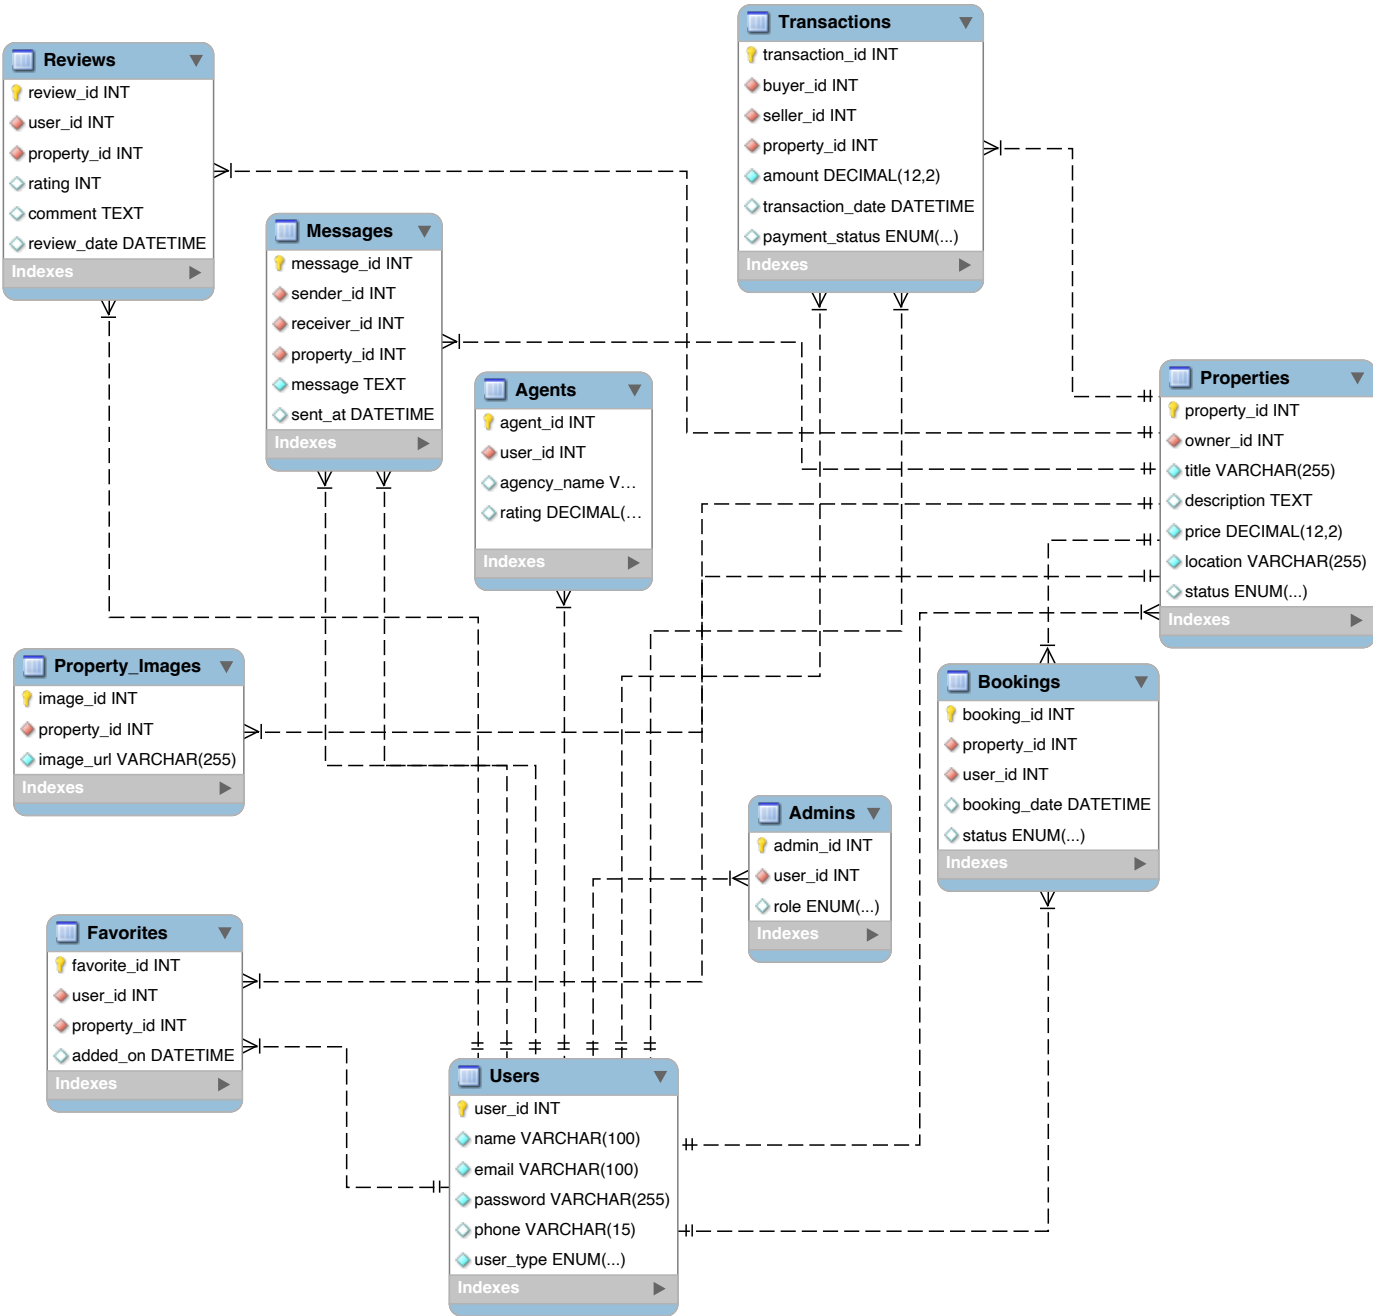 Reviews
review_id INT
user_id INT
property_id INT
rating INT
comment TEXT
review_date DATETIME
Indexes
Transactions
transaction_id INT
buyer_id INT
seller_id INT
property_id INT
amount DECIMAL(12,2)
transaction_date DATETIME
payment_status ENUM(...)
Indexes
Messages
message_id INT
sender_id INT
receiver_id INT
property_id INT
message TEXT
sent_at DATETIME
Indexes
Agents
agent_id INT
user_id INT
agency_name V...
rating DECIMAL(...
Indexes
Properties
property_id INT
owner_id INT
title VARCHAR(255)
description TEXT
price DECIMAL(12,2)
location VARCHAR(255)
status ENUM(...)
Indexes
Property_Images
image_id INT
property_id INT
image_url VARCHAR(255)
Indexes
Bookings
booking_id INT
property_id INT
user_id INT
booking_date DATETIME
status ENUM(...)
Indexes
Admins
admin_id INT
user_id INT
role ENUM(...)
Indexes
Favorites
favorite_id INT
user_id INT
property_id INT
added_on DATETIME
Indexes
Users
user_id INT
name VARCHAR(100)
email VARCHAR(100)
password VARCHAR(255)
phone VARCHAR(15)
user_type ENUM(...)
Indexes